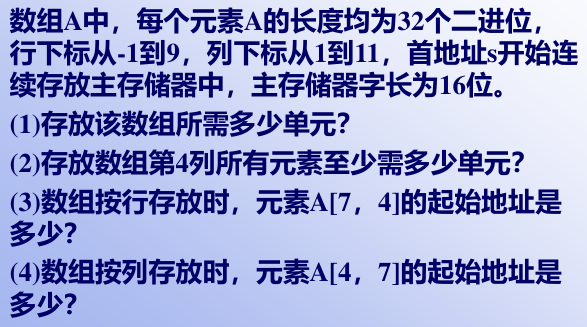 数组A中，每个元素A的长度均为32个二进位，
行下标从-1到9，列下标从1到11，首地址s开始连
续存放主存储器中，主存储器字长为16位。
(1)存放该数组所需多少单元？
(2)存放数组第4列所有元素至少需多少单元？
(3)数组按行存放时，元素A[7，4]的起始地址是
多少？
(4)数组按列存放时，元素A[4，7]的起始地址是
多少？